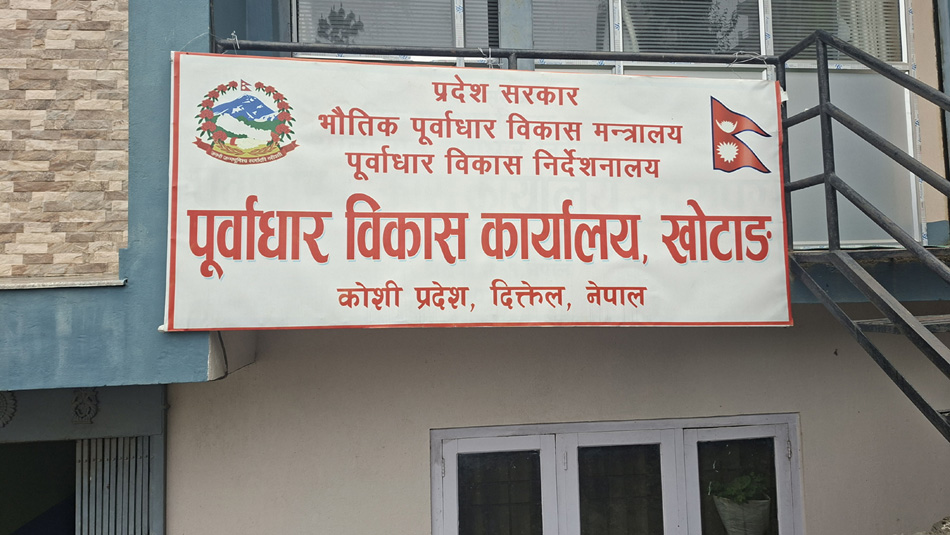 प्रदेश सरकार
भौतिक पूर्वाधार विकास मन्त्रालय
पूर्वाधार विकास निर्देशनालय
पूर्वाधार विकास कार्यालय, खोटाङ
कोशी प्रदेश, दिक्तेल, नेपाल